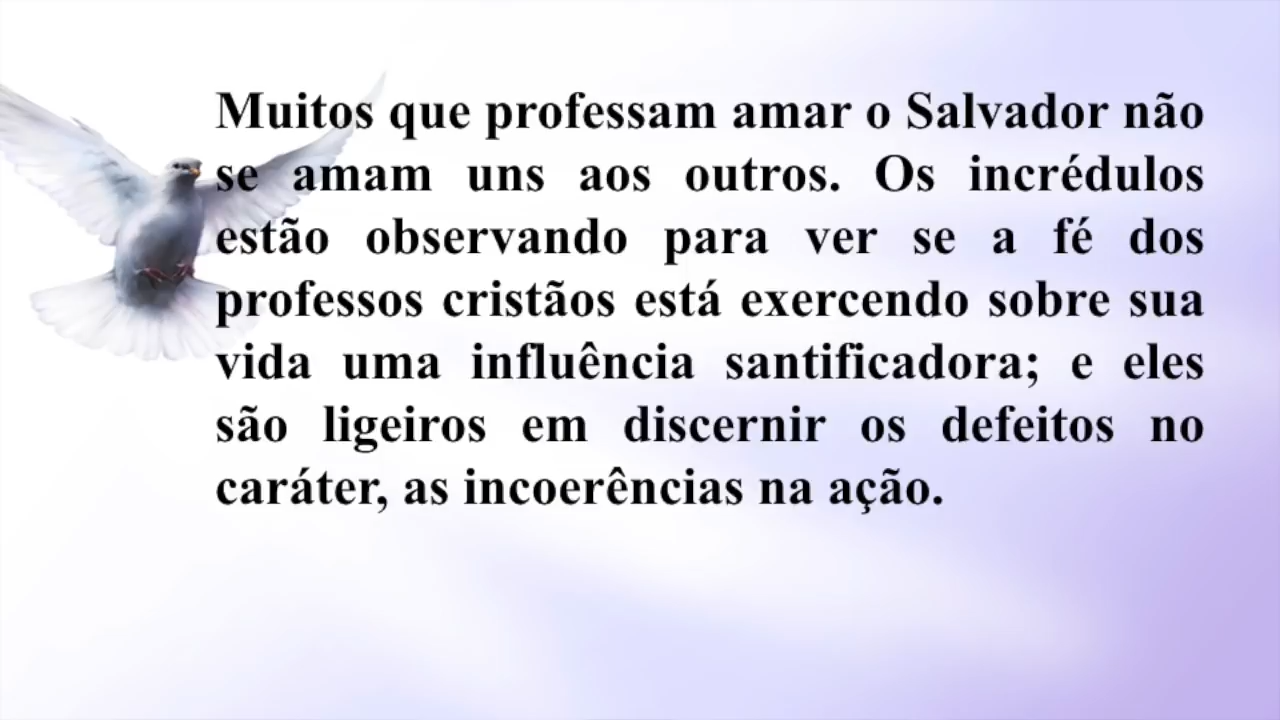 Muitos que professam amar o Salvador não
se amam uns aos outros. Os incrédulos
estão observando para ver se a fé dos
professos cristãos está exercendo sobre sua
vida uma influência santificadora; e eles
são ligeiros em discernir os defeitos no
caráter, as incoerências na ação.